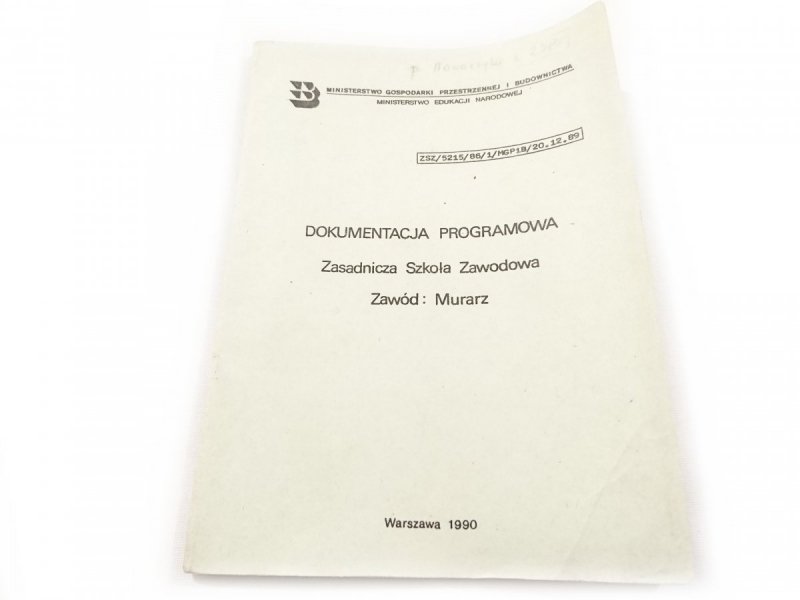 MINISTERSTWO GOSPODARKI PRZESTRZENNEJ I BUDOWNICTWA
MINISTERSTWO EDUKACJI NARODOWEJ
ZSZ/5215/86/1/MGPiB/20.12.89
DOKUMENTACJA PROGRAMOWA
Zasadnicza Szkoła Zawodowa
Zawód: Murarz
Warszawa 1990